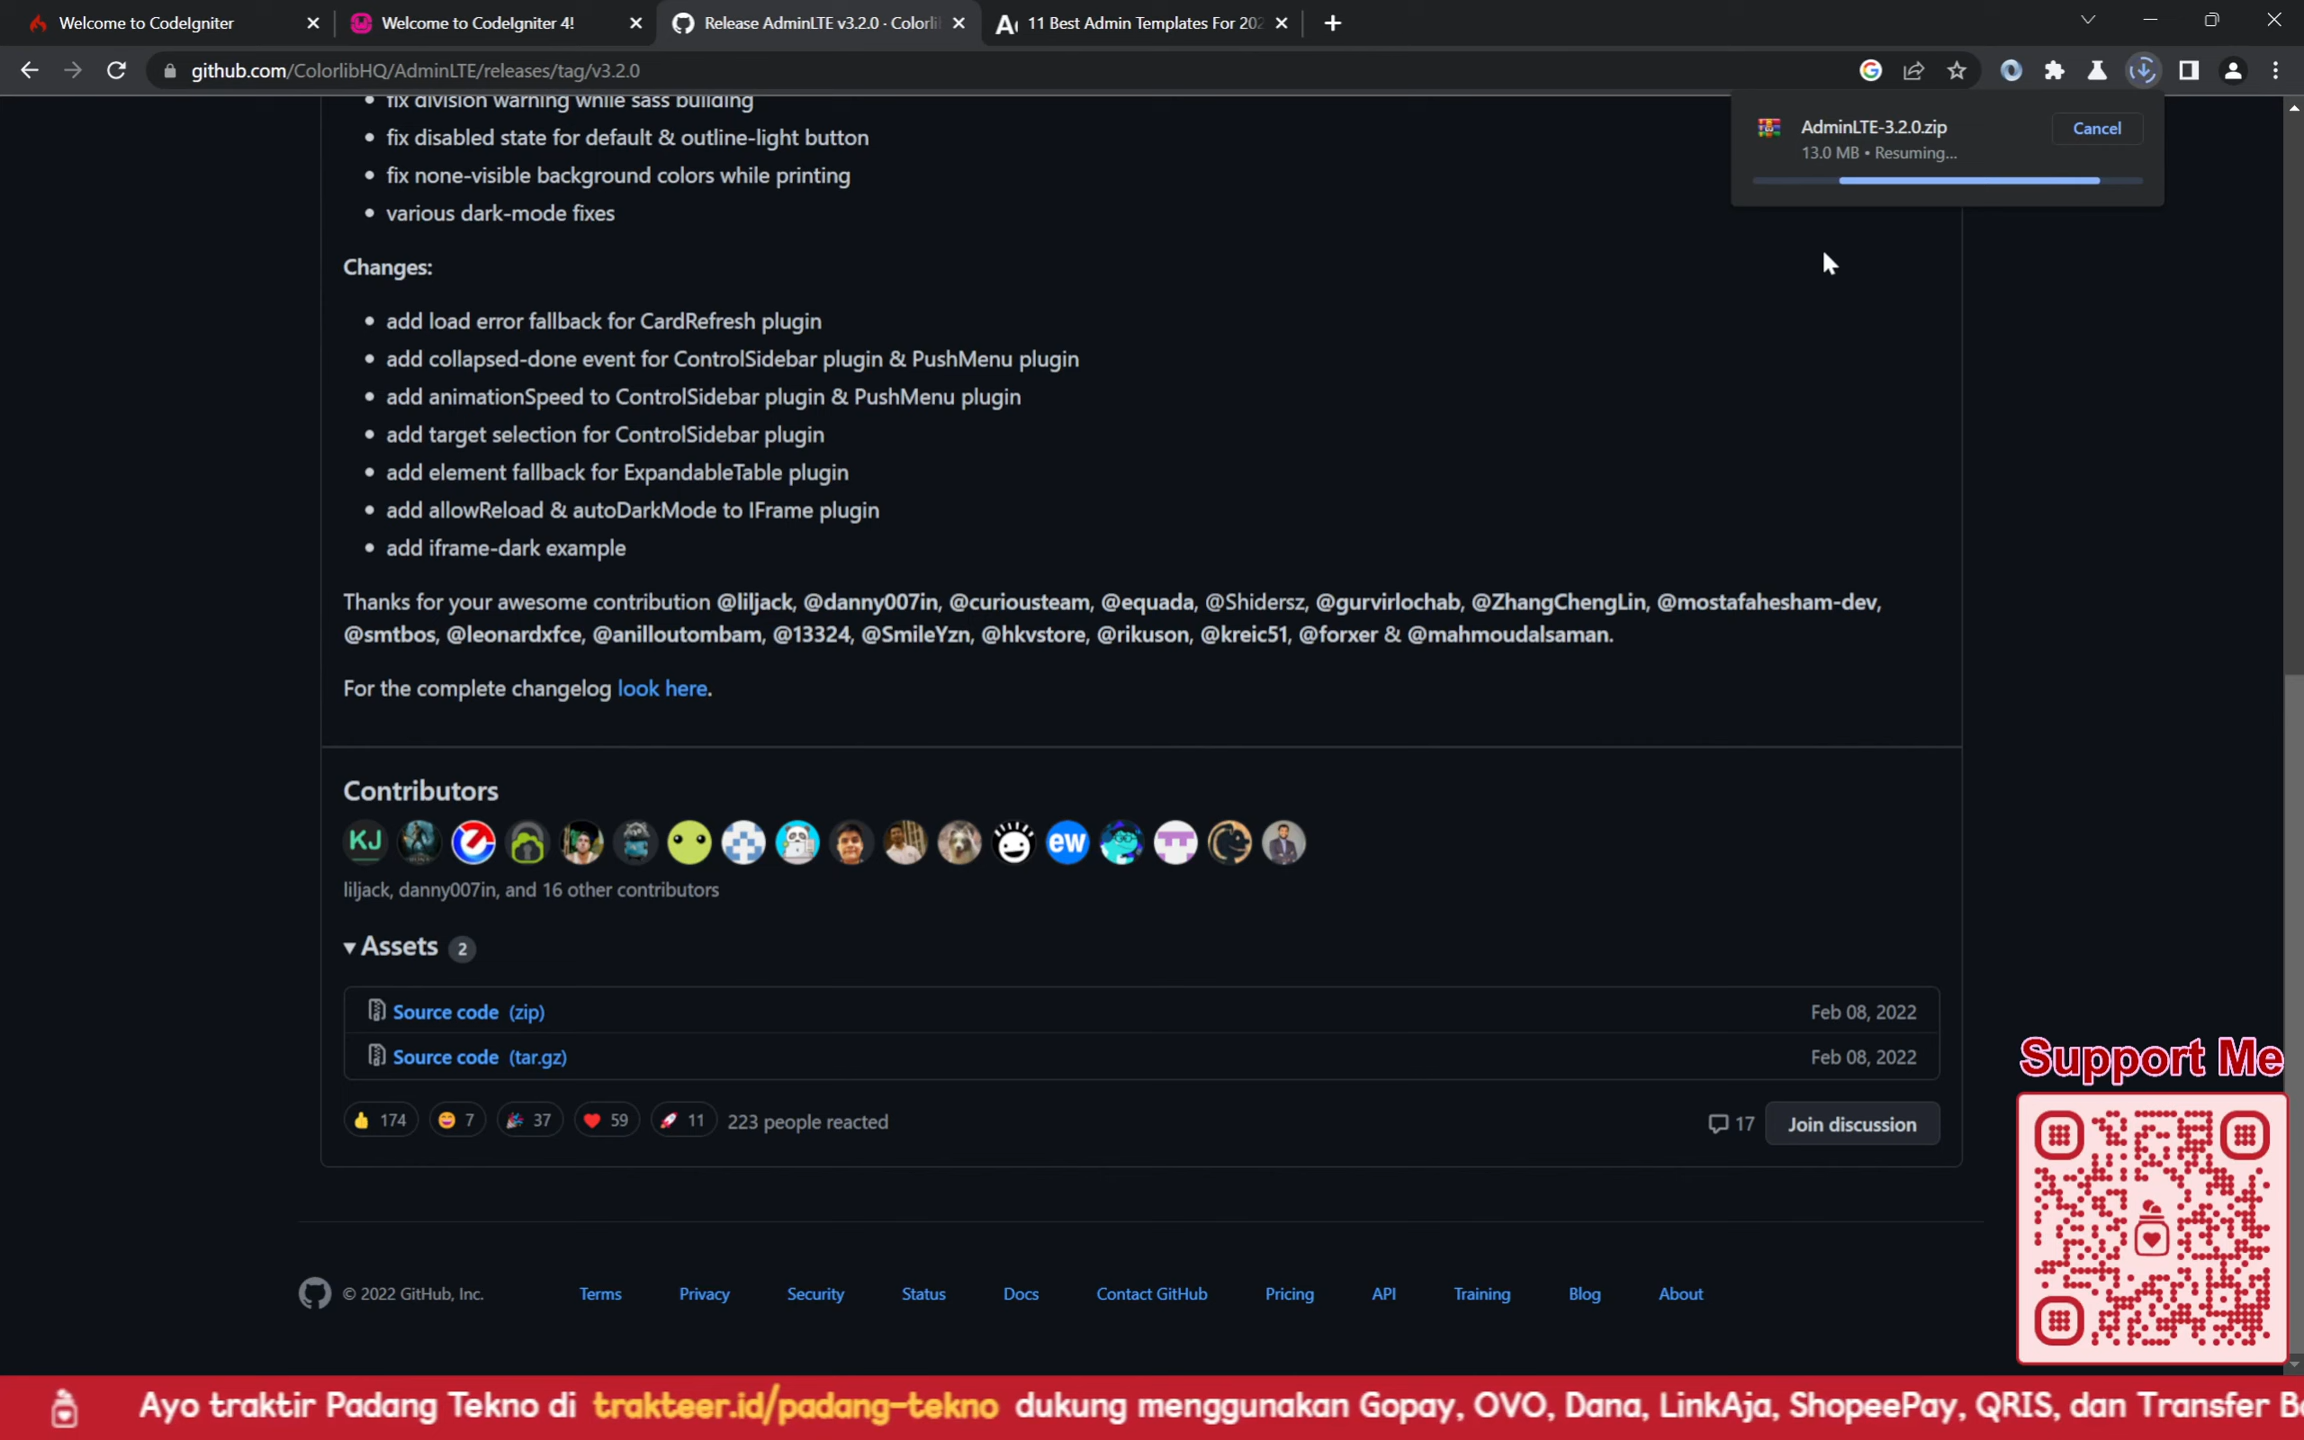 Welcome to CodeIgniter
Welcome to CodeIgniter 4!
Release AdminLTE v3.2.0 · Colorli
11 Best Admin Templates For 202
github.com/ColorlibHQ/AdminLTE/releases/tag/v3.2.0
AdminLTE-3.2.0.zip
Cancel
13.0 MB • Resuming...
fix division warning while sass building
fix disabled state for default & outline-light button
fix none-visible background colors while printing
various dark-mode fixes
Changes:
add load error fallback for CardRefresh plugin
add collapsed-done event for ControlSidebar plugin & PushMenu plugin
add animationSpeed to ControlSidebar plugin & PushMenu plugin
add target selection for ControlSidebar plugin
add element fallback for ExpandableTable plugin
add allowReload & autoDarkMode to IFrame plugin
add iframe-dark example
Thanks for your awesome contribution @liljack, @danny007in, @curiousteam, @equada, @Shidersz, @gurvirlochab, @ZhangChengLin, @mostafahesham-dev,
@smtbos, @leonardxfce, @anilloutombam, @13324, @SmileYzn, @hkvstore, @rikuson, @kreic51, @forxer & @mahmoudalsaman.
For the complete changelog look here.
Contributors
KJ
ew
liljack, danny007in, and 16 other contributors
Assets 2
Source code (zip) Feb 08, 2022
Source code (tar.gz) Feb 08, 2022
174 7 37 59 11 223 people reacted 17 Join discussion
Support Me
© 2022 GitHub, Inc. Terms Privacy Security Status Docs Contact GitHub Pricing API Training Blog About
Ayo traktir Padang Tekno di trakteer.id/padang-tekno dukung menggunakan Gopay, OVO, Dana, LinkAja, ShopeePay, QRIS, dan Transfer